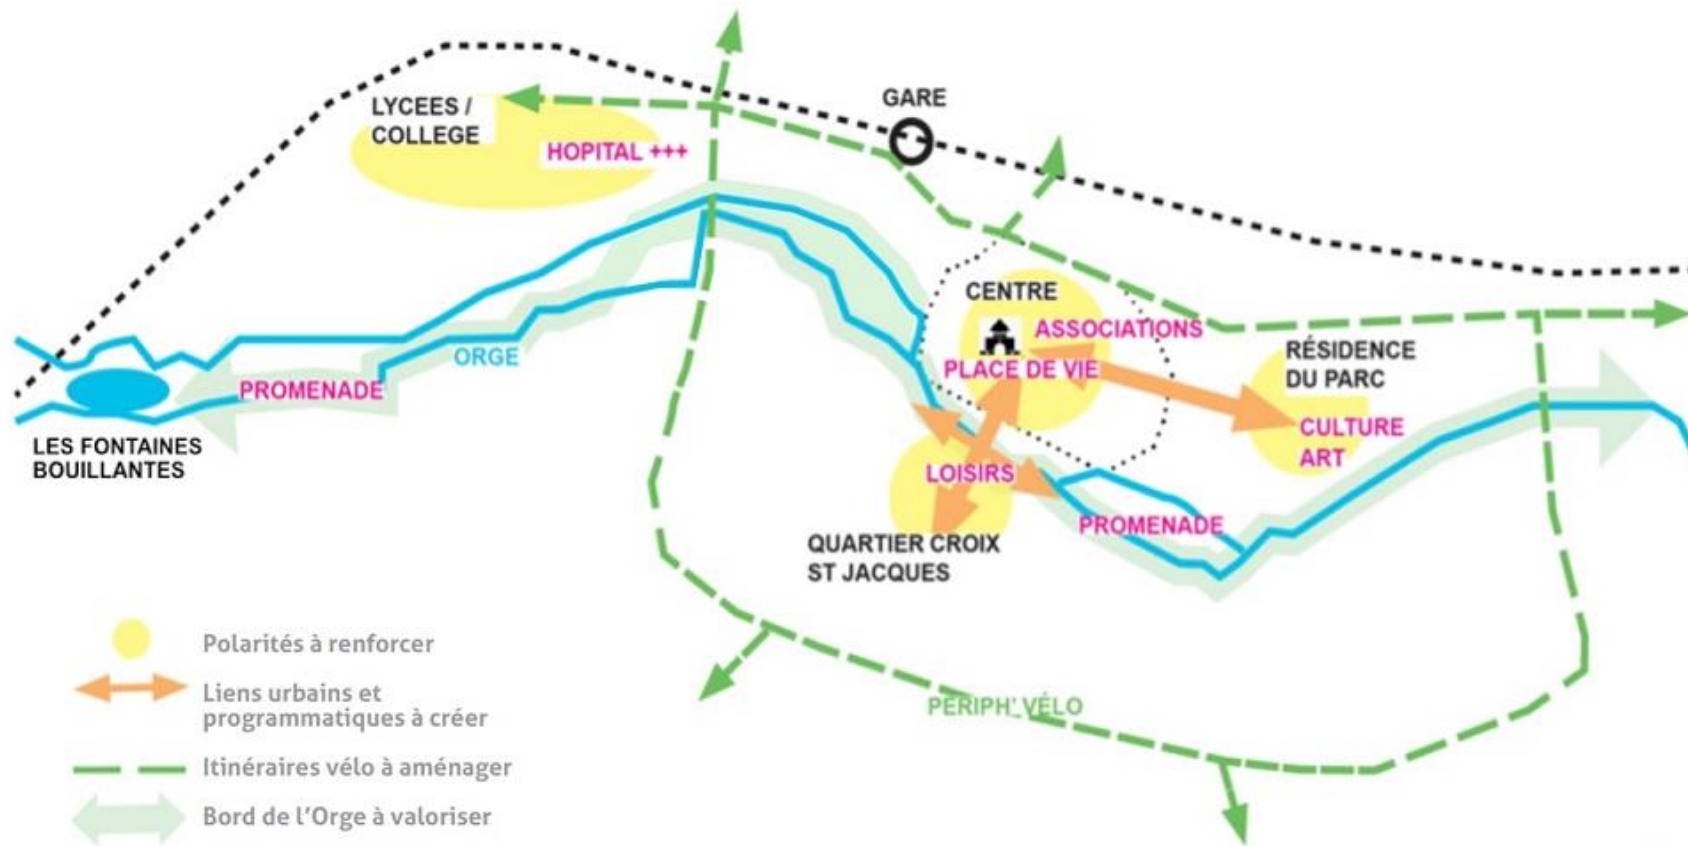 GARE
LYCEES /
COLLEGE
HOPITAL +++
CENTRE
ASSOCIATIONS
PLACE DE VIE
RÉSIDENCE
DU PARC
ORGE
PROMENADE
CULTURE
ART
LES FONTAINES
BOUILLANTES
LOISIRS
PROMENADE
QUARTIER CROIX
ST JACQUES
PERIPH' VÉLO
Polarités à renforcer
Liens urbains et
programmatiques à créer
Itinéraires vélo à aménager
Bord de l'Orge à valoriser